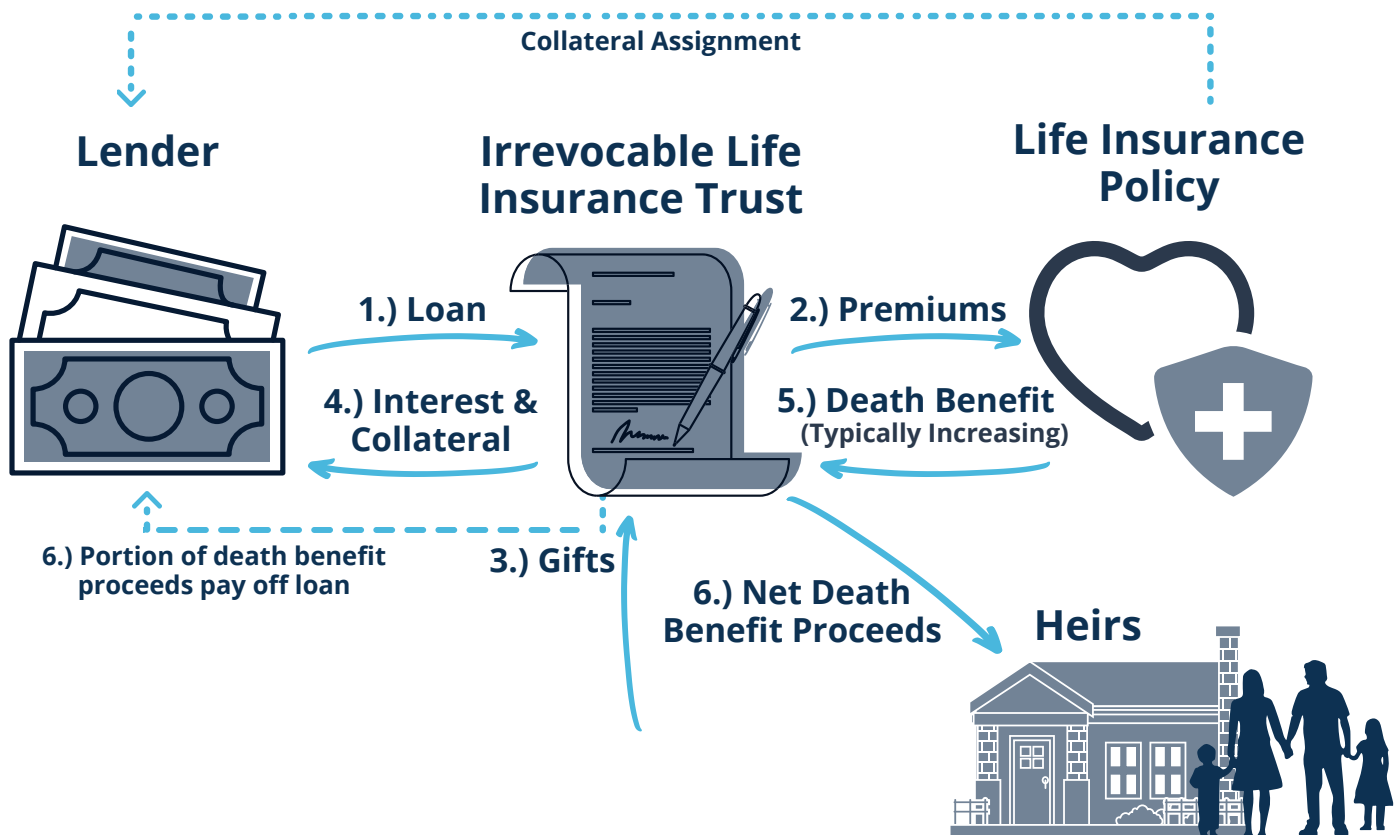 Collateral Assignment
Lender
Irrevocable Life
Insurance Trust
Life Insurance
Policy
1.) Loan
2.) Premiums
4.) Interest &
Collateral
5.) Death Benefit
(Typically Increasing)
6.) Portion of death benefit
proceeds pay off loan
3.) Gifts
6.) Net Death
Benefit Proceeds
Heirs